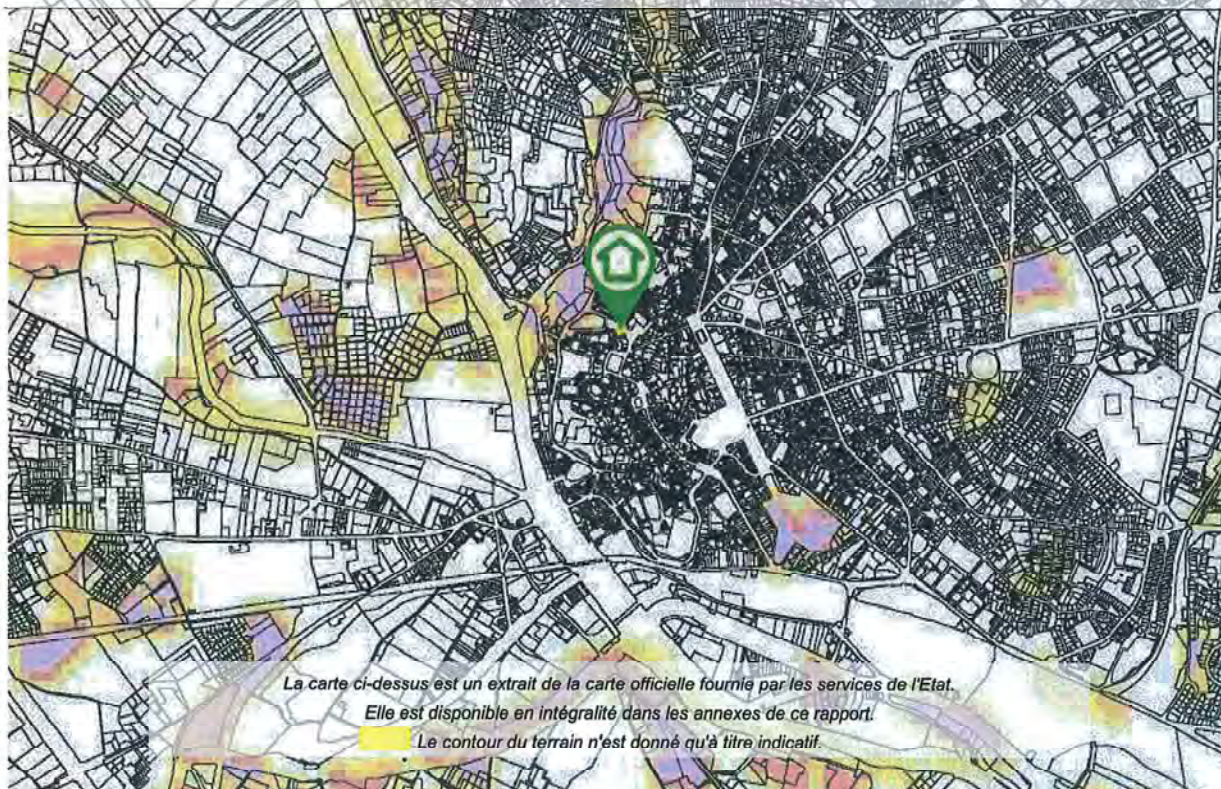 La carte ci-dessus est un extrait de la carte officielle fournie par les services de l'Etat.
Elle est disponible en intégralité dans les annexes de ce rapport.
Le contour du terrain n'est donné qu'à titre indicatif.